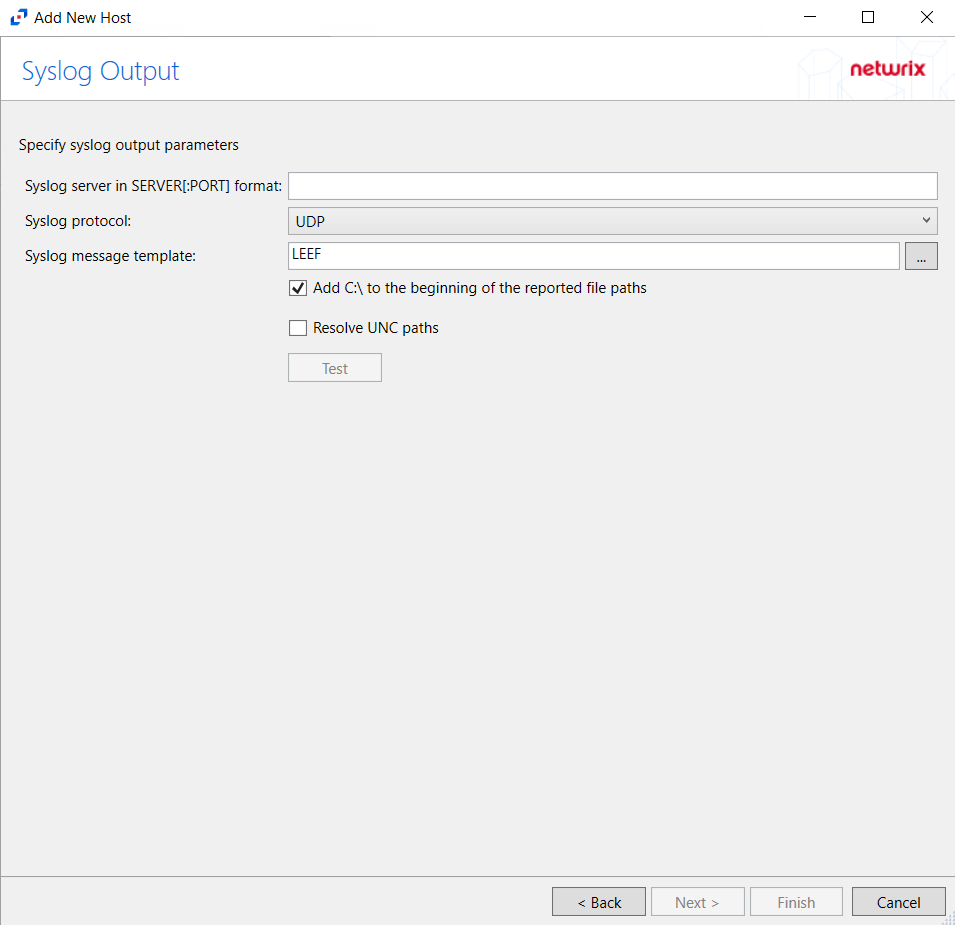 Add New Host
Syslog Output
netwrix
Specify syslog output parameters
Syslog server in SERVER[:PORT] format:
Syslog protocol:
UDP
Syslog message template:
LEEF
...
Add C:\ to the beginning of the reported file paths
Resolve UNC paths
Test
< Back
Next >
Finish
Cancel